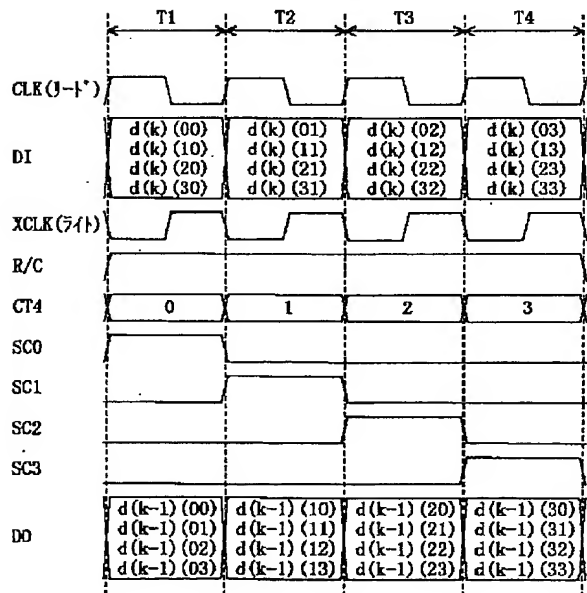 T1 T2 T3 T4
CLK(リード)
DI
d(k)(00) d(k)(01) d(k)(02) d(k)(03)
d(k)(10) d(k)(11) d(k)(12) d(k)(13)
d(k)(20) d(k)(21) d(k)(22) d(k)(23)
d(k)(30) d(k)(31) d(k)(32) d(k)(33)
XCLK(ライト)
R/C
CT4 0 1 2 3
SC0
SC1
SC2
SC3
DO
d(k-1)(00) d(k-1)(10) d(k-1)(20) d(k-1)(30)
d(k-1)(01) d(k-1)(11) d(k-1)(21) d(k-1)(31)
d(k-1)(02) d(k-1)(12) d(k-1)(22) d(k-1)(32)
d(k-1)(03) d(k-1)(13) d(k-1)(23) d(k-1)(33)